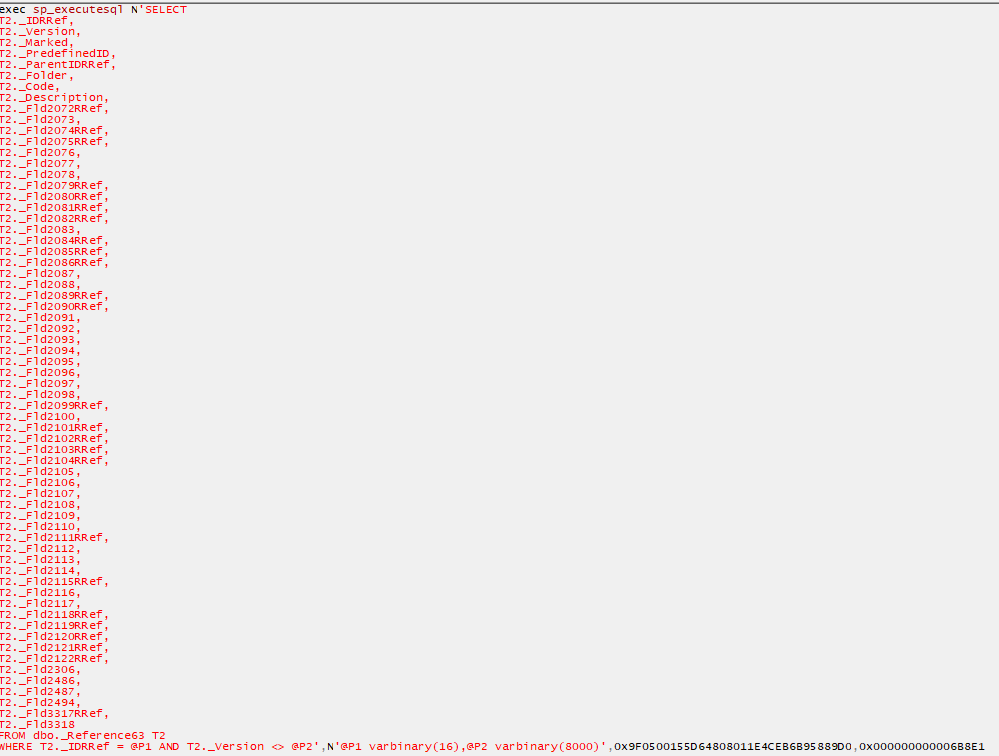 exec sp_executesql N'SELECT
T2._IDRRef,
T2._Version,
T2._Marked,
T2._PredefinedID,
T2._ParentIDRRef,
T2._Folder,
T2._Code,
T2._Description,
T2._Fld2072RRef,
T2._Fld2073,
T2._Fld2074RRef,
T2._Fld2075RRef,
T2._Fld2076,
T2._Fld2077,
T2._Fld2078,
T2._Fld2079RRef,
T2._Fld2080RRef,
T2._Fld2081RRef,
T2._Fld2082RRef,
T2._Fld2083,
T2._Fld2084RRef,
T2._Fld2085RRef,
T2._Fld2086RRef,
T2._Fld2087,
T2._Fld2088,
T2._Fld2089RRef,
T2._Fld2090RRef,
T2._Fld2091,
T2._Fld2092,
T2._Fld2093,
T2._Fld2094,
T2._Fld2095,
T2._Fld2096,
T2._Fld2097,
T2._Fld2098,
T2._Fld2099RRef,
T2._Fld2100,
T2._Fld2101RRef,
T2._Fld2102RRef,
T2._Fld2103RRef,
T2._Fld2104RRef,
T2._Fld2105,
T2._Fld2106,
T2._Fld2107,
T2._Fld2108,
T2._Fld2109,
T2._Fld2110,
T2._Fld2111RRef,
T2._Fld2112,
T2._Fld2113,
T2._Fld2114,
T2._Fld2115RRef,
T2._Fld2116,
T2._Fld2117,
T2._Fld2118RRef,
T2._Fld2119RRef,
T2._Fld2120RRef,
T2._Fld2121RRef,
T2._Fld2122RRef,
T2._Fld2306,
T2._Fld2486,
T2._Fld2487,
T2._Fld2494,
T2._Fld3317RRef,
T2._Fld3318
FROM dbo._Reference63 T2
WHERE T2._IDRRef = @P1 AND T2._Version <> @P2',N'@P1 varbinary(16),@P2 varbinary(8000)',0x9F0500155D64808011E4CEB6B95889D0,0x00000000006B8E1